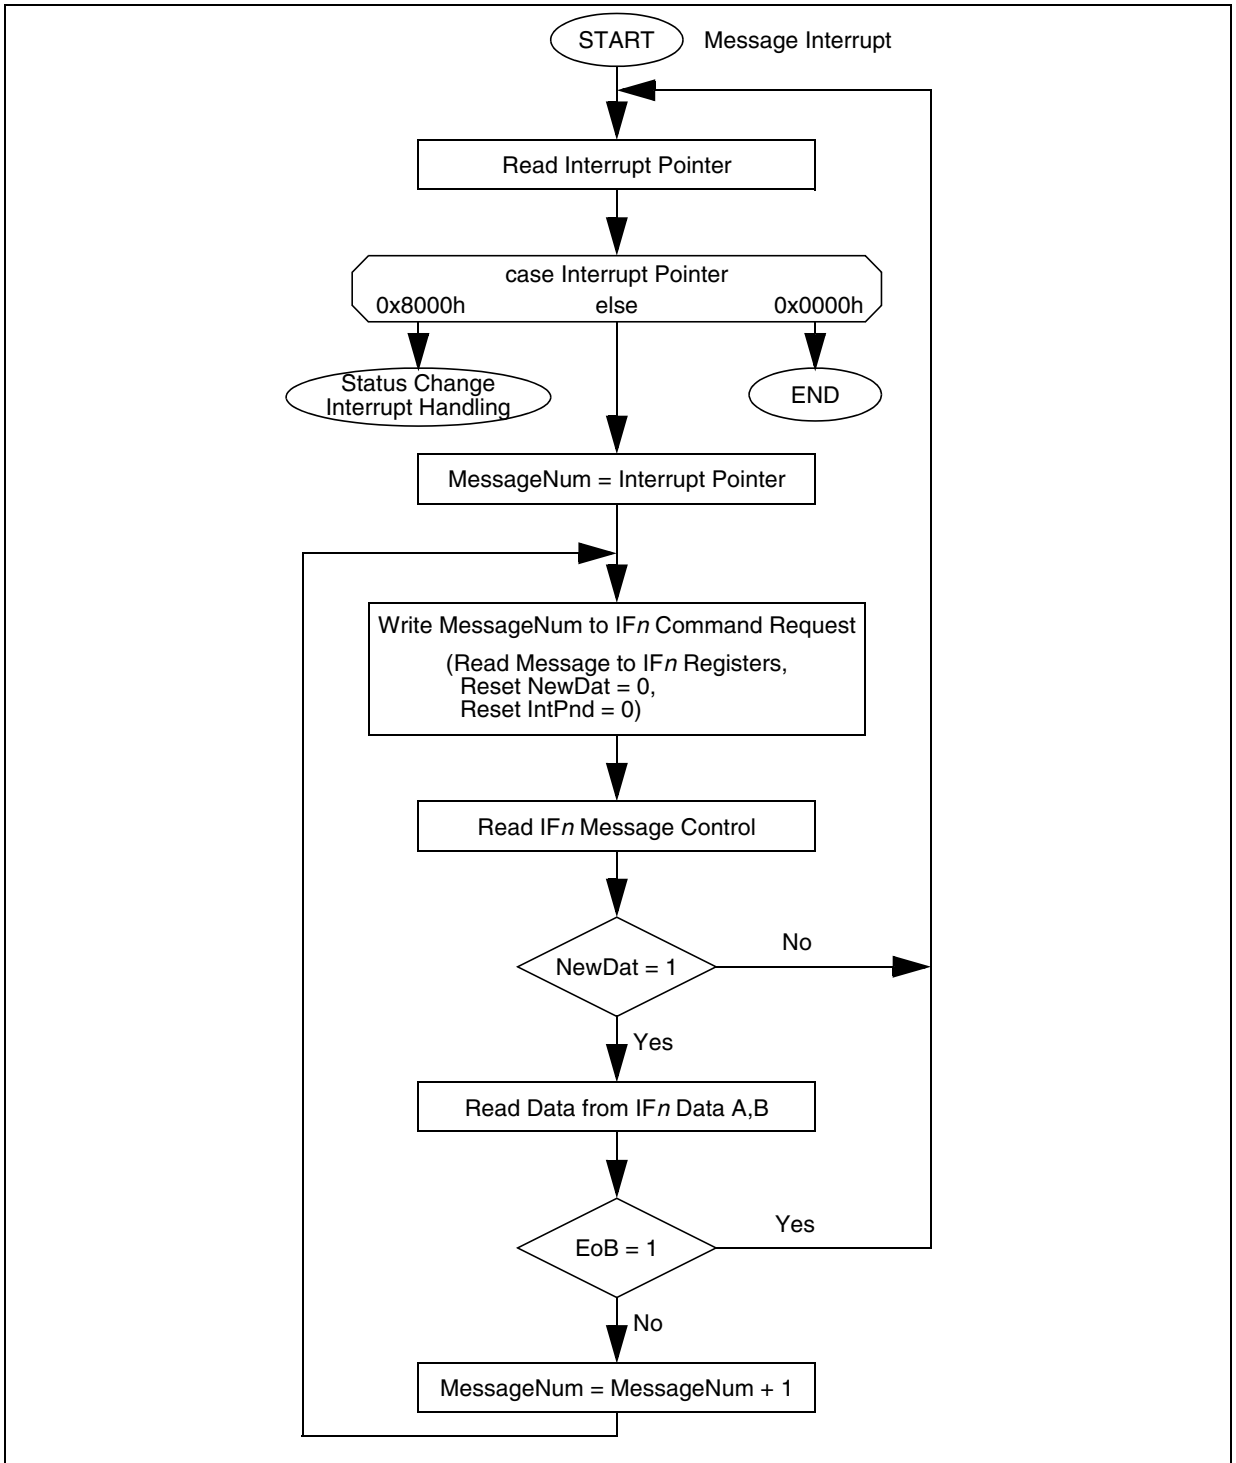 START
Message Interrupt
Read Interrupt Pointer
case Interrupt Pointer
0x8000h
else
0x0000h
Status Change
Interrupt Handling
END
MessageNum = Interrupt Pointer
Write MessageNum to IFn Command Request
(Read Message to IFn Registers,
Reset NewDat = 0,
Reset IntPnd = 0)
Read IFn Message Control
NewDat = 1
No
Yes
Read Data from IFn Data A,B
EoB = 1
Yes
No
MessageNum = MessageNum + 1